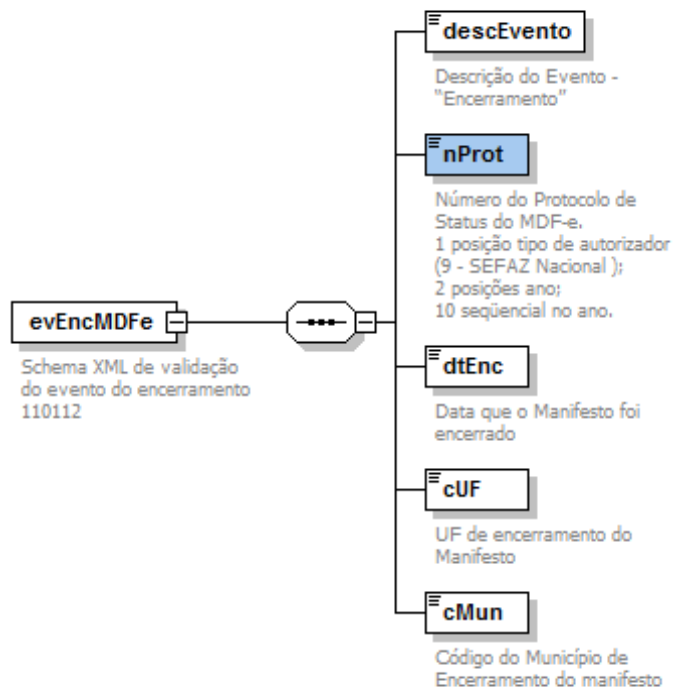 descEvento
Descrição do Evento -
"Encerramento"
nProt
Número do Protocolo de
Status do MDF-e.
1 posição tipo de autorizador
(9 - SEFAZ Nacional );
2 posições ano;
10 seqüencial no ano.
evEncMDFe
Schema XML de validação
do evento do encerramento
110112
dtEnc
Data que o Manifesto foi
encerrado
cUF
UF de encerramento do
Manifesto
cMun
Código do Município de
Encerramento do manifesto